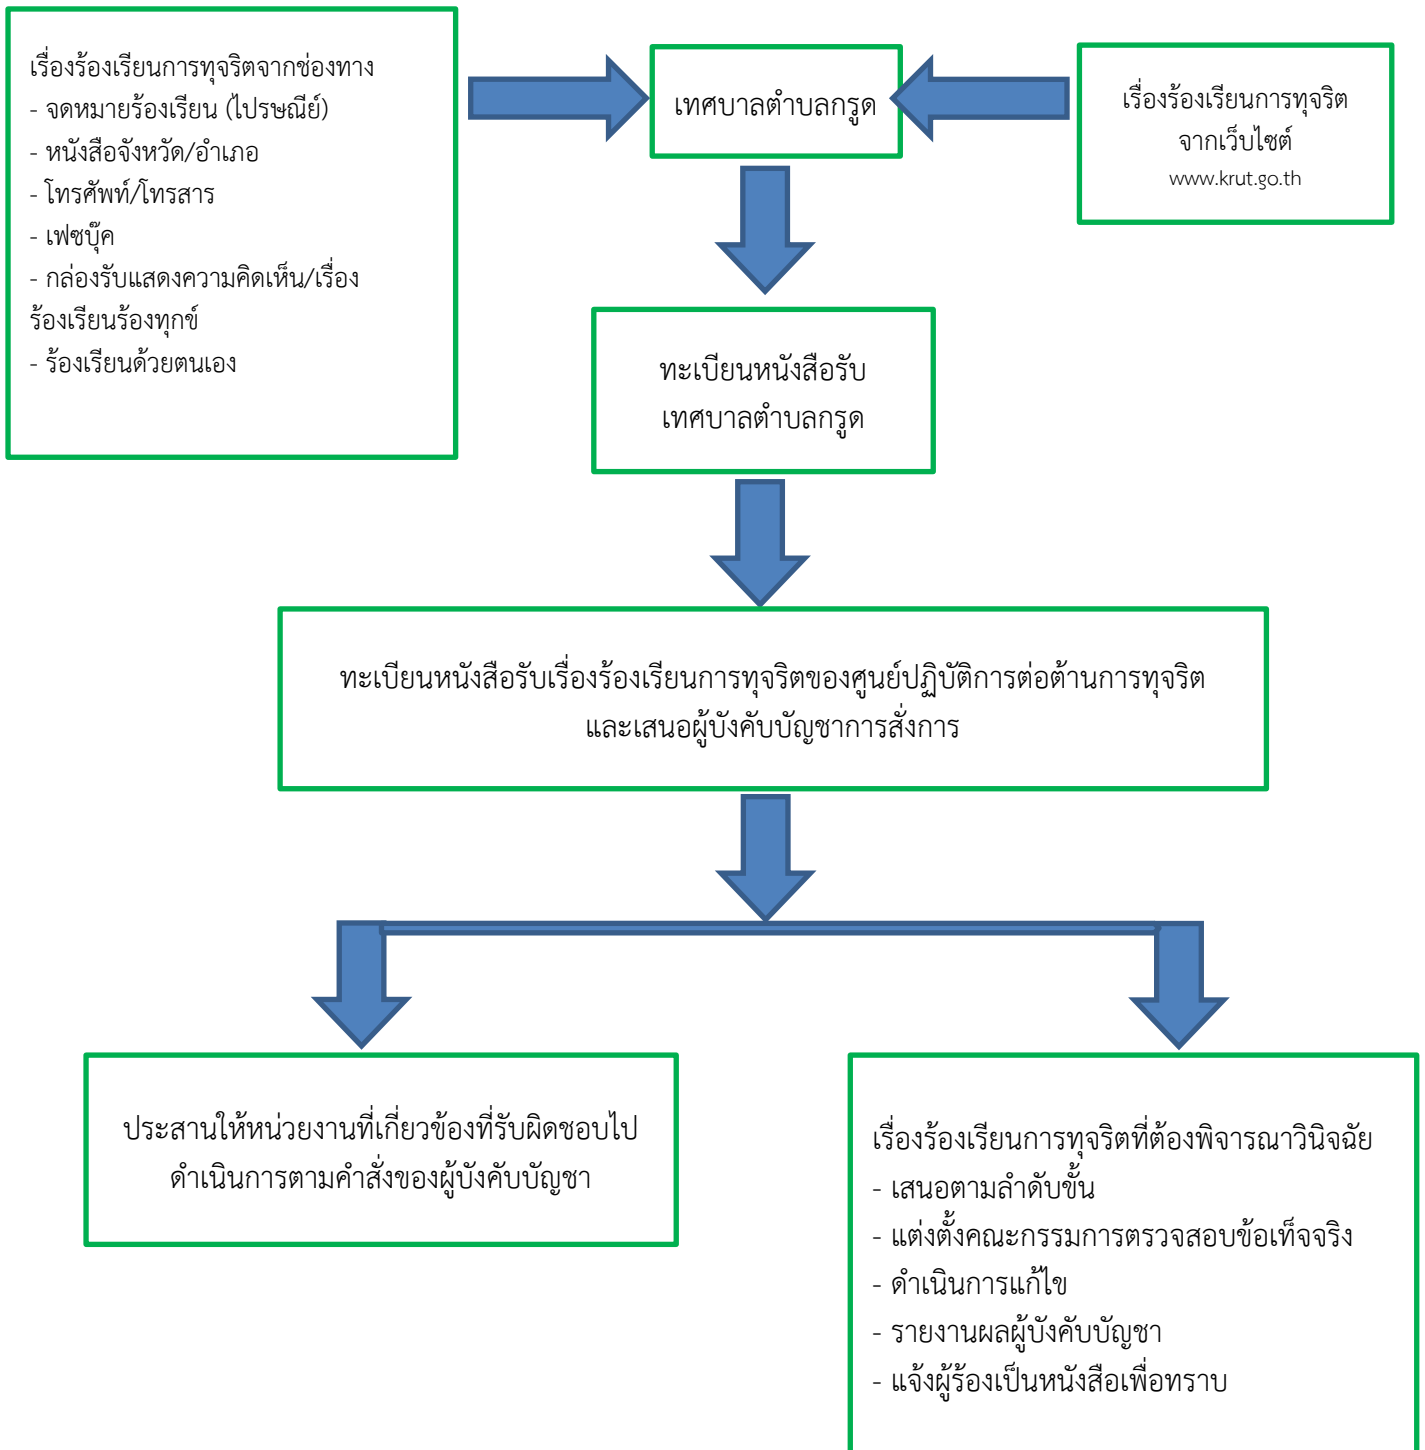 เรื่องร้องเรียนการทุจริตจากช่องทาง
- จดหมายร้องเรียน (ไปรษณีย์)
- หนังสือจังหวัด/อำเภอ
- โทรศัพท์/โทรสาร
- เฟซบุ๊ค
- กล่องรับแสดงความคิดเห็น/เรื่อง
ร้องเรียนร้องทุกข์
- ร้องเรียนด้วยตนเอง
เทศบาลตำบลกรูด
เรื่องร้องเรียนการทุจริต
จากเว็บไซต์
www.krut.go.th
ทะเบียนหนังสือรับ
เทศบาลตำบลกรูด
ทะเบียนหนังสือรับเรื่องร้องเรียนการทุจริตของศูนย์ปฏิบัติการต่อต้านการทุจริต
และเสนอผู้บังคับบัญชาการสั่งการ
ประสานให้หน่วยงานที่เกี่ยวข้องที่รับผิดชอบไป
ดำเนินการตามคำสั่งของผู้บังคับบัญชา
เรื่องร้องเรียนการทุจริตที่ต้องพิจารณาวินิจฉัย
- เสนอตามลำดับขั้น
- แต่งตั้งคณะกรรมการตรวจสอบข้อเท็จจริง
- ดำเนินการแก้ไข
- รายงานผลผู้บังคับบัญชา
- แจ้งผู้ร้องเป็นหนังสือเพื่อทราบ